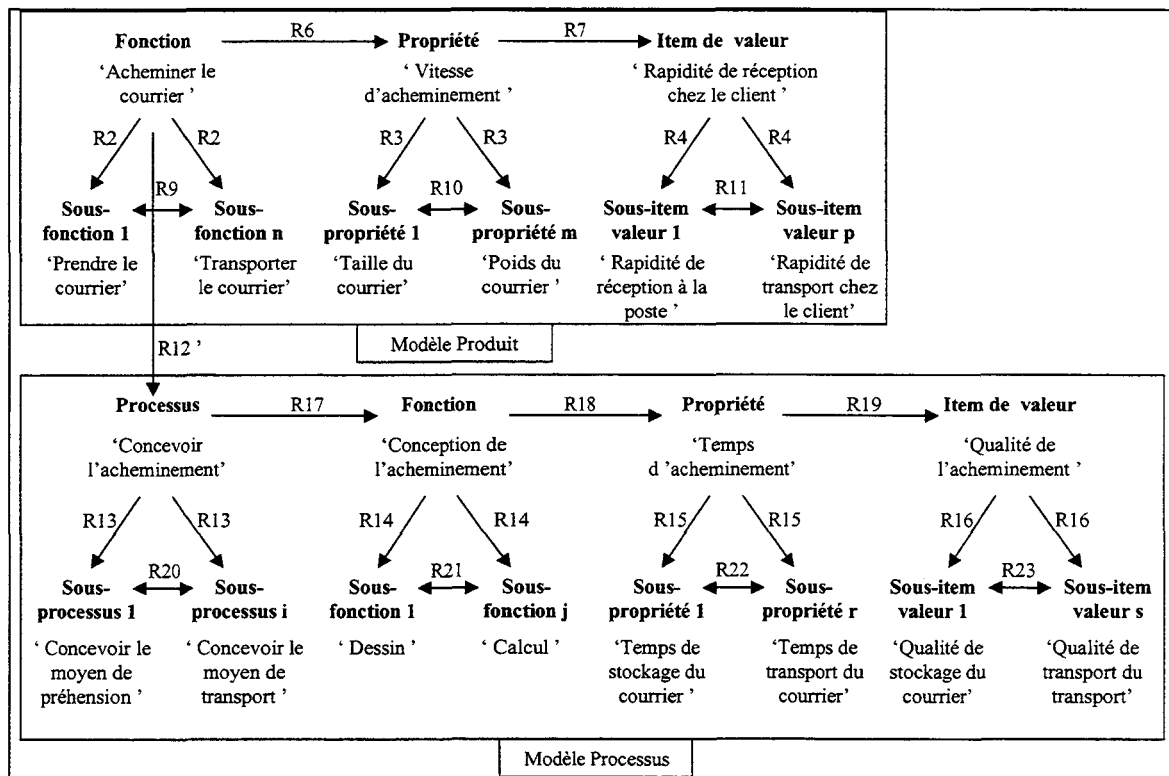 Fonction R6 Propriété R7 Item de valeur
‘Acheminer le courrier ’
‘ Vitesse d’acheminement ’
‘ Rapidité de réception chez le client ’
R2 R2 R3 R3 R4 R4
R9 R10 R11
Sous-fonction 1
Sous-fonction n
Sous-propriété 1
Sous-propriété m
Sous-item valeur 1
Sous-item valeur p
‘Prendre le courrier’
‘Transporter le courrier’
‘Taille du courrier’
‘Poids du courrier ’
‘ Rapidité de réception à la poste ’
‘Rapidité de transport chez le client’
Modèle Produit
R12 ’
Processus R17 Fonction R18 Propriété R19 Item de valeur
‘Concevoir l’acheminement’
‘Conception de l’acheminement’
‘Temps d ’acheminement ’
‘Qualité de l’acheminement ’
R13 R13 R14 R14 R15 R15 R16 R16
R20 R21 R22 R23
Sous-processus 1
Sous-processus i
Sous-fonction 1
Sous-fonction j
Sous-propriété 1
Sous-propriété r
Sous-item valeur 1
Sous-item valeur s
‘ Concevoir le moyen de préhension ’
‘ Concevoir le moyen de transport ’
‘ Dessin ’
‘ Calcul ’
‘Temps de stockage du courrier ’
‘Temps de transport du courrier’
‘Qualité de stockage du courrier’
‘Qualité de transport du transport’
Modèle Processus